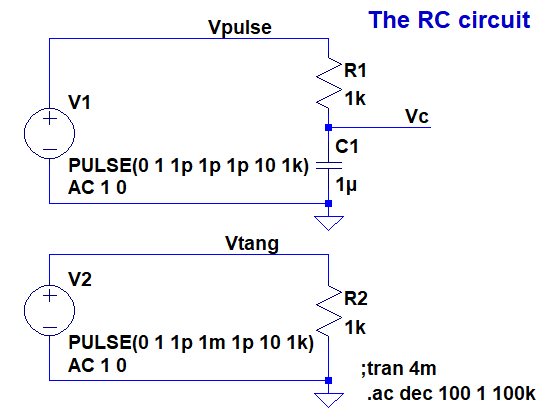 The RC circuit
Vpulse
R1
1k
V1
Vc
C1
PULSE(0 1 1p 1p 1p 10 1k)
1µ
AC 1 0
Vtang
V2
R2
1k
PULSE(0 1 1p 1m 1p 10 1k)
AC 1 0
;tran 4m
.ac dec 100 1 100k